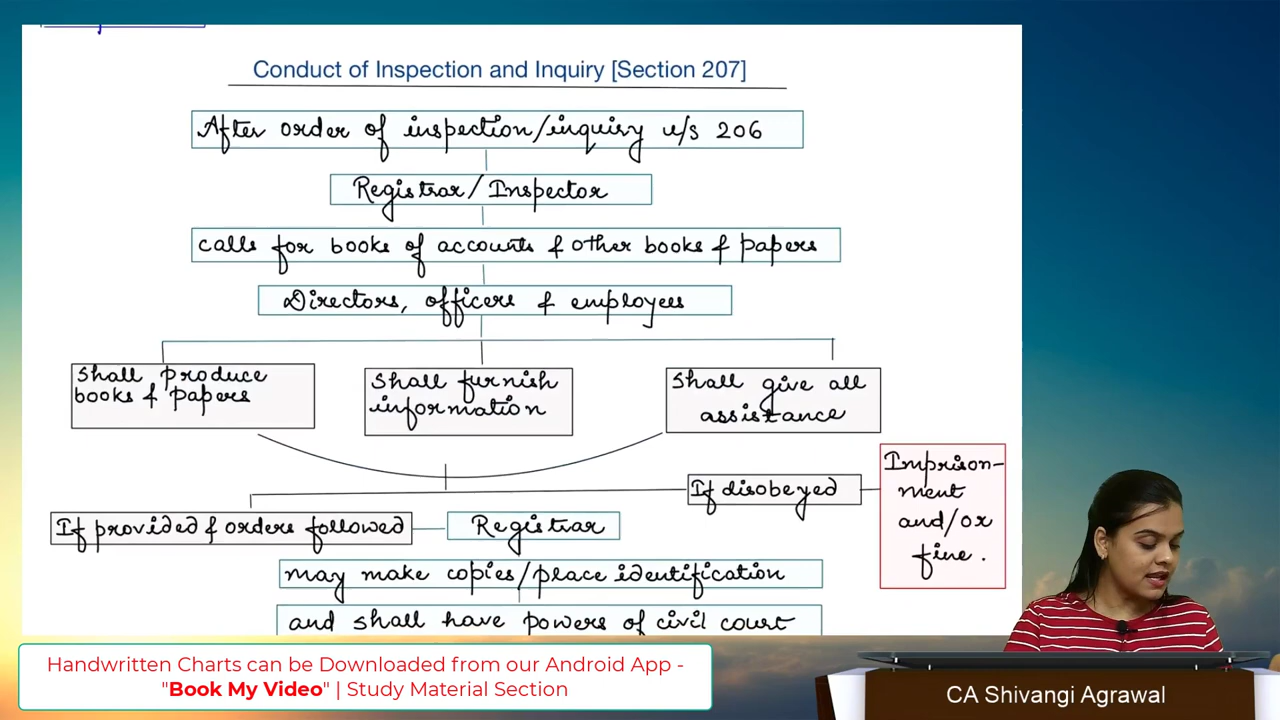 Conduct of Inspection and Inquiry [Section 207]
After order of inspection/inquiry u/s 206
Registrar/Inspector
calls for books of accounts & other books & papers
Directors, officers & employees
Shall produce
books & papers
Shall furnish
information
Shall give all
assistance
If disobeyed
Imprison-
ment
and/or
fine.
If provided & orders followed
Registrar
may make copies/place identification
and shall have powers of civil court
Handwritten Charts can be Downloaded from our Android App -
"Book My Video" | Study Material Section
CA Shivangi Agrawal